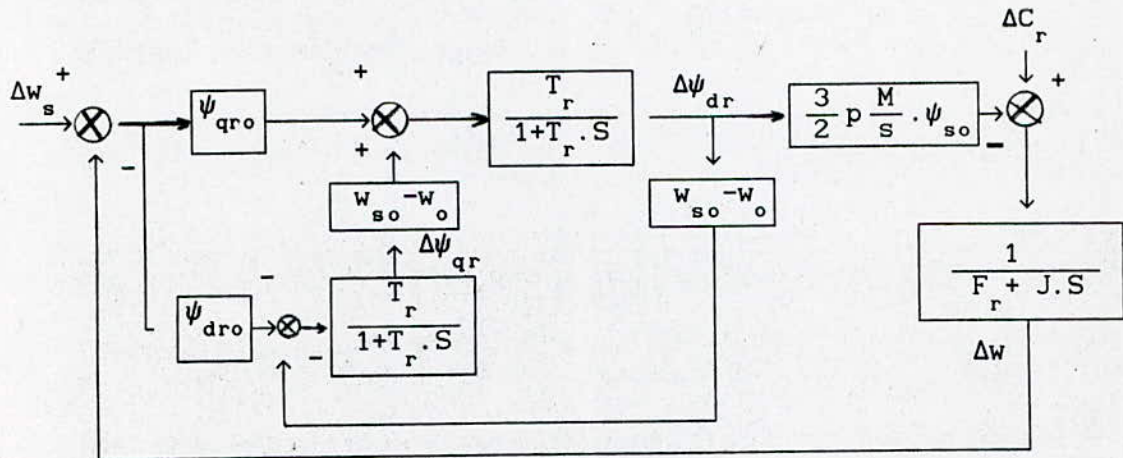 ΔC_r
+
Δw_s
+
-
ψ_qro
+
+
T_r
1+T_r.S
Δψ_dr
3/2 p M/s . ψ_so
-
+
w_so-w_o
w_so-w_o
Δψ_qr
-
ψ_dro
-
T_r
1+T_r.S
1
F_r+ J.S
Δw